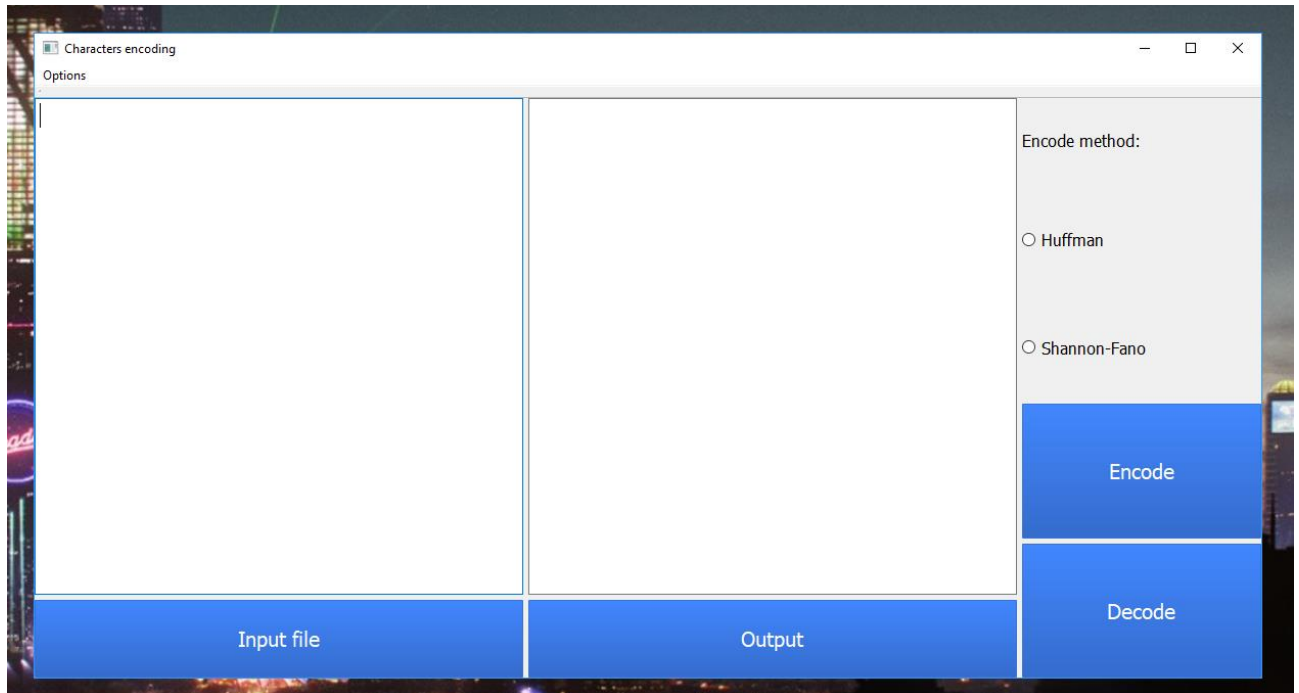 Characters encoding
Options
Encode method:
Huffman
Shannon-Fano
Encode
Decode
Input file
Output